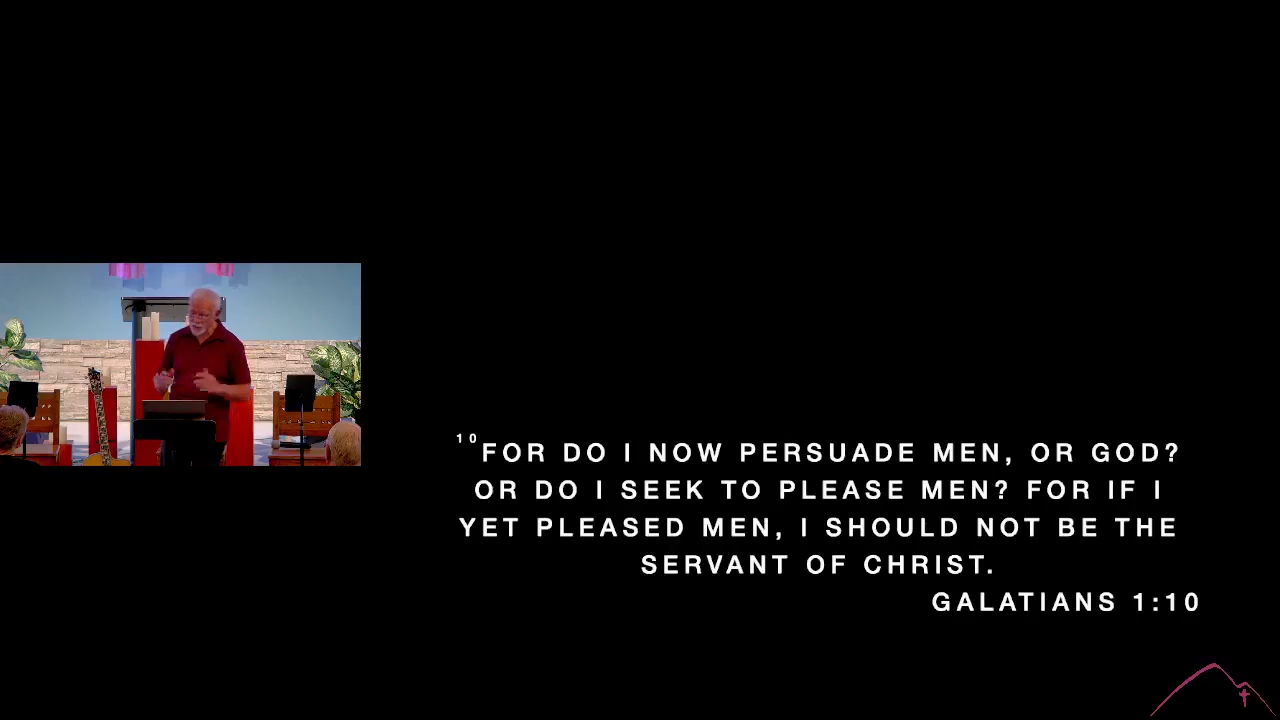 10FOR DO I NOW PERSUADE MEN, OR GOD?
OR DO I SEEK TO PLEASE MEN? FOR IF I
YET PLEASED MEN, I SHOULD NOT BE THE
SERVANT OF CHRIST.
GALATIANS 1:10